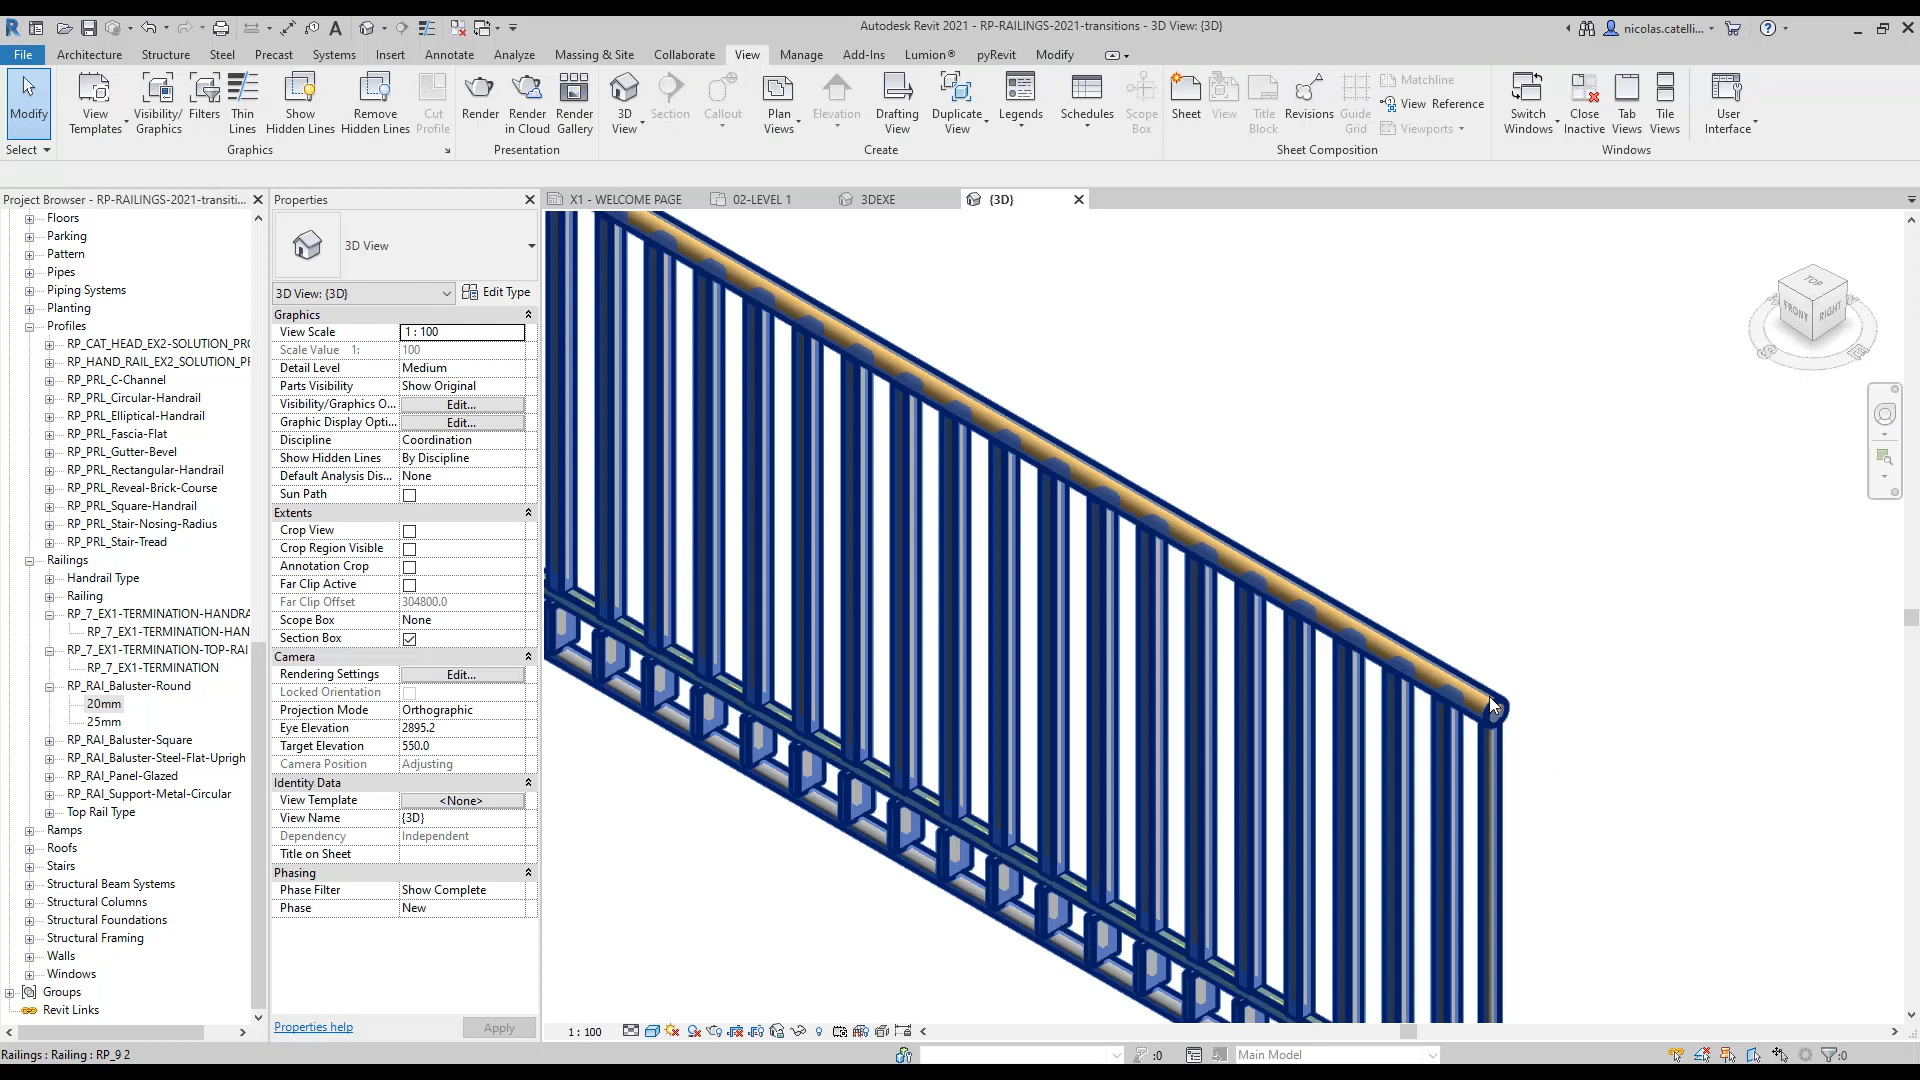 Autodesk Revit 2021 - RP-RAILINGS-2021-transitions - 3D View: {3D}
nicolas.catelli...
File Architecture Structure Steel Precast Systems Insert Annotate Analyze Massing & Site Collaborate View Manage Add-Ins Lumion® pyRevit Modify
Modify
View Templates
Visibility/ Graphics
Filters
Thin Lines
Show Hidden Lines
Remove Hidden Lines
Cut Profile
Render
Render in Cloud
Render Gallery
3D View
Section
Callout
Plan Views
Elevation
Drafting View
Duplicate View
Legends
Schedules
Scope Box
Sheet
View
Title Block
Revisions
Guide Grid
Matchline
View Reference
Viewports
Switch Windows
Close Inactive
Tab Views
Tile Views
User Interface
Select
Graphics
Presentation
Create
Sheet Composition
Windows
Project Browser - RP-RAILINGS-2021-transiti...
Floors
Parking
Pattern
Pipes
Piping Systems
Planting
Profiles
RP_CAT_HEAD_EX2-SOLUTION_PR
RP_HAND_RAIL_EX2_SOLUTION_P
RP_PRL_C-Channel
RP_PRL_Circular-Handrail
RP_PRL_Elliptical-Handrail
RP_PRL_Fascia-Flat
RP_PRL_Gutter-Bevel
RP_PRL_Rectangular-Handrail
RP_PRL_Reveal-Brick-Course
RP_PRL_Square-Handrail
RP_PRL_Stair-Nosing-Radius
RP_PRL_Stair-Tread
Railings
Handrail Type
Railing
RP_7_EX1-TERMINATION-HANDRA
RP_7_EX1-TERMINATION-HAN
RP_7_EX1-TERMINATION-TOP-RAI
RP_7_EX1-TERMINATION
RP_RAI_Baluster-Round
20mm
25mm
RP_RAI_Baluster-Square
RP_RAI_Baluster-Steel-Flat-Uprigh
RP_RAI_Panel-Glazed
RP_RAI_Support-Metal-Circular
Top Rail Type
Ramps
Roofs
Stairs
Structural Beam Systems
Structural Columns
Structural Foundations
Structural Framing
Walls
Windows
Groups
Revit Links
Properties
3D View
3D View: {3D} Edit Type
Graphics
View Scale 1 : 100
Scale Value 1: 100
Detail Level Medium
Parts Visibility Show Original
Visibility/Graphics O... Edit...
Graphic Display Opti... Edit...
Discipline Coordination
Show Hidden Lines By Discipline
Default Analysis Dis... None
Sun Path
Extents
Crop View
Crop Region Visible
Annotation Crop
Far Clip Active
Far Clip Offset 304800.0
Scope Box None
Section Box
Camera
Rendering Settings Edit...
Locked Orientation
Projection Mode Orthographic
Eye Elevation 2895.2
Target Elevation 550.0
Camera Position Adjusting
Identity Data
View Template <None>
View Name {3D}
Dependency Independent
Title on Sheet
Phasing
Phase Filter Show Complete
Phase New
Properties help Apply
X1 - WELCOME PAGE 02-LEVEL 1 3DEXE {3D}
TOP
FRONT
RIGHT
S
E
1 : 100
Railings : Railing : RP_9 2
:0
Main Model
:0